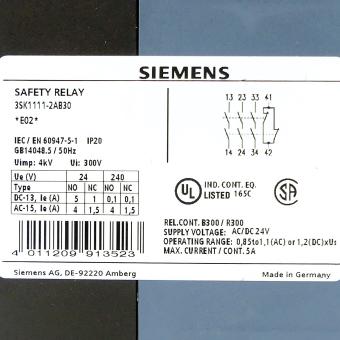 SIEMENS
SAFETY RELAY
3SK1111-2AB30
*E02*
13 23 33 41
14 24 34 42
IEC / EN 60947-5-1 IP20
GB14048.5 / 50Hz
Uimp: 4kV Ui: 300V
Ue (V) 24 240
Type NO NC NO NC
DC-13, Ie (A) 5 1 0,1 0,1
AC-15, Ie (A) 4 1,5 4 1,5
UL IND. CONT. EQ.
LISTED 165C
SA
REL.CONT. B300 / R300
SUPPLY VOLTAGE: AC/DC 24V
OPERATING RANGE: 0,85to1,1(AC) or 1,2(DC)xUs
MAX. CURRENT / CONT. 5A
4 011209 913523
Siemens AG, DE-92220 Amberg
Made in Germany